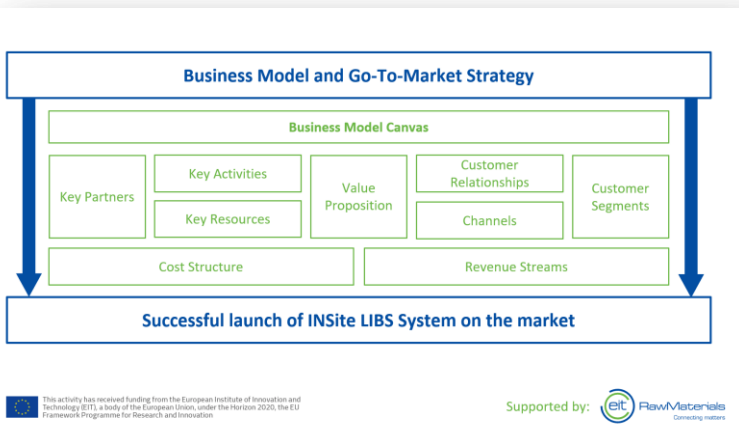 Business Model and Go-To-Market Strategy
Business Model Canvas
Key Partners
Key Activities
Key Resources
Value
Proposition
Customer
Relationships
Channels
Customer
Segments
Cost Structure
Revenue Streams
Successful launch of INSite LIBS System on the market
This activity has received funding from the European Institute of Innovation and
Technology (EIT), a body of the European Union, under the Horizon 2020, the EU
Framework Programme for Research and Innovation
Supported by:
eit
RawMaterials
Connecting matters